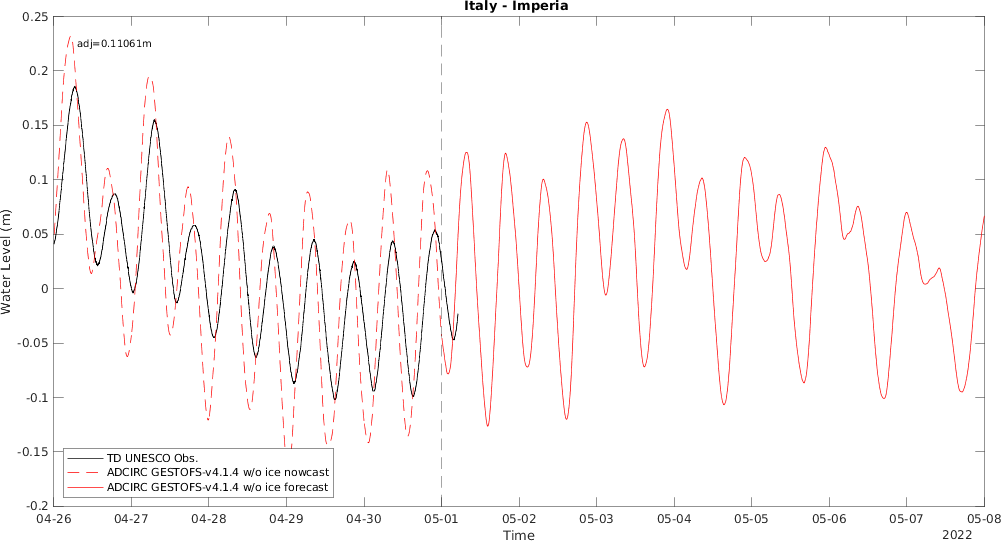 Italy - Imperia
0.25
adj=0.11061m
0.2
0.15
0.1
0.05
0
-0.05
-0.1
-0.15
-0.2
Water Level (m)
TD UNESCO Obs.
ADCIRC GESTOFS-v4.1.4 w/o ice nowcast
ADCIRC GESTOFS-v4.1.4 w/o ice forecast
04-26 04-27 04-28 04-29 04-30 05-01 05-02 05-03 05-04 05-05 05-06 05-07 05-08
Time
2022